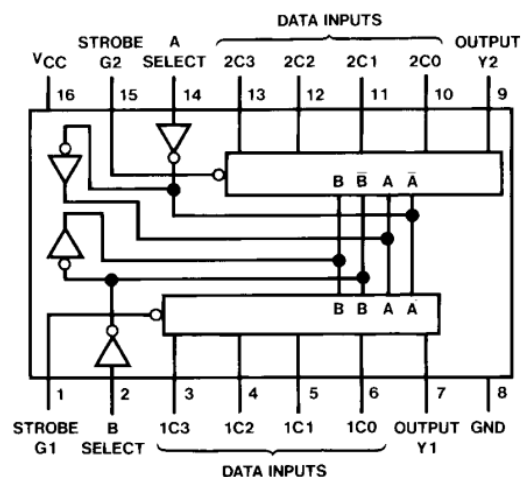 DATA INPUTS
STROBE A OUTPUT
VCC G2 SELECT 2C3 2C2 2C1 2C0 Y2
16 15 14 13 12 11 10 9
B B̅ A A̅
B B A A
1 2 3 4 5 6 7 8
STROBE B 1C3 1C2 1C1 1C0 OUTPUT GND
G1 SELECT Y1
DATA INPUTS